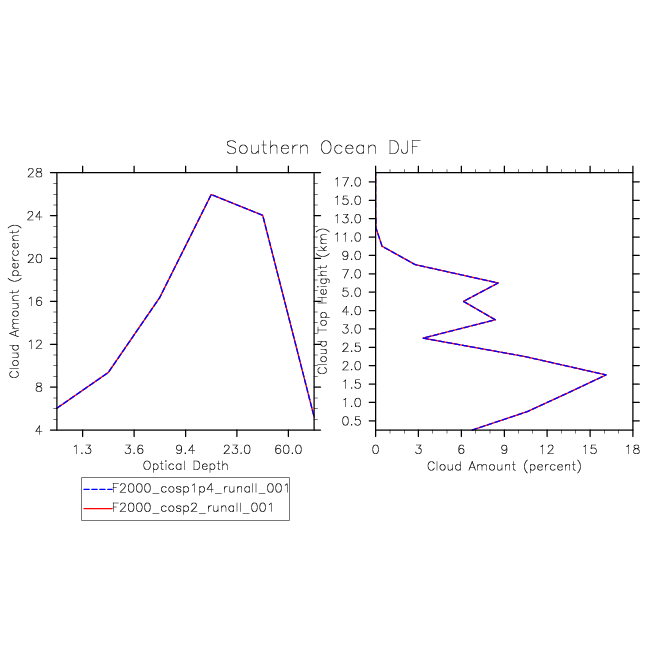 Southern Ocean DJF
28
24
20
16
12
8
4
Cloud Amount (percent)
1.3 3.6 9.4 23.0 60.0
Optical Depth
17.0
15.0
13.0
11.0
9.0
7.0
5.0
4.0
3.0
2.5
2.0
1.5
1.0
0.5
Cloud Top Height (km)
0 3 6 9 12 15 18
Cloud Amount (percent)
F2000_cosp1p4_runall_001
F2000_cosp2_runall_001